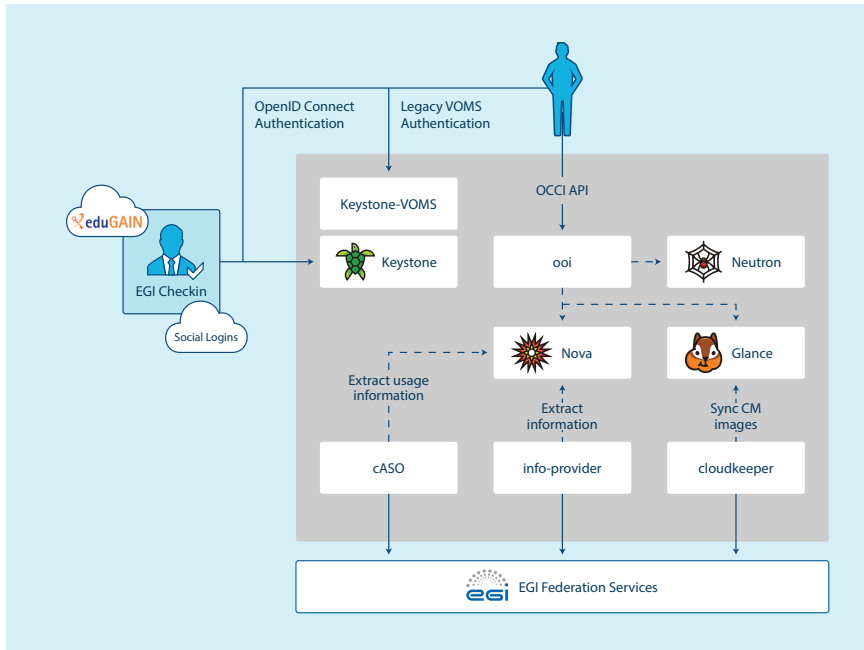 OpenID Connect
Authentication
Legacy VOMS
Authentication
OCCI API
Keystone-VOMS
eduGAIN
EGI Checkin
Social Logins
Keystone
ooi
Neutron
Nova
Glance
Extract usage
information
Extract
information
Sync CM
images
cASO
info-provider
cloudkeeper
egi
EGI Federation Services